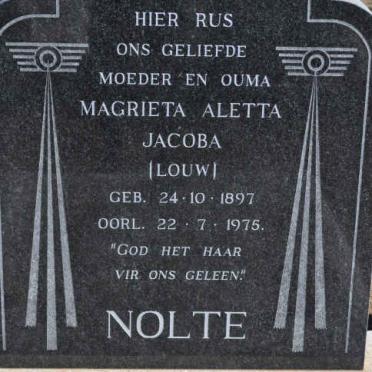 HIER RUS
ONS GELIEFDE
MOEDER EN OUMA
MAGRIETA ALETTA
JACOBA
(LOUW)
GEB. 24·10·1897
OORL. 22·7·1975.
"GOD HET HAAR
VIR ONS GELEEN."
NOLTE